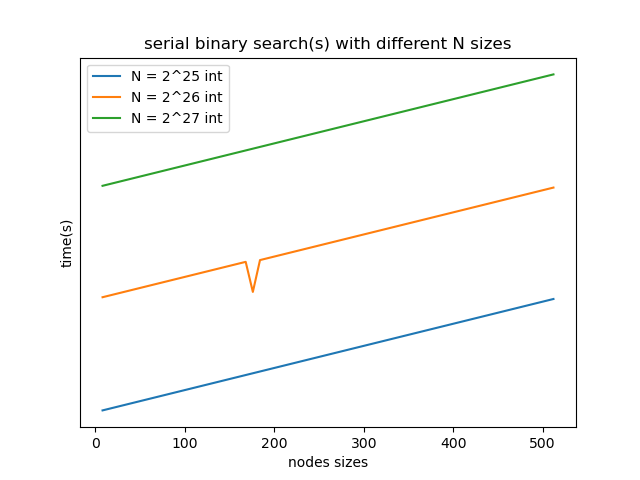 serial binary search(s) with different N sizes
N = 2^25 int
N = 2^26 int
N = 2^27 int
time(s)
0 100 200 300 400 500
nodes sizes